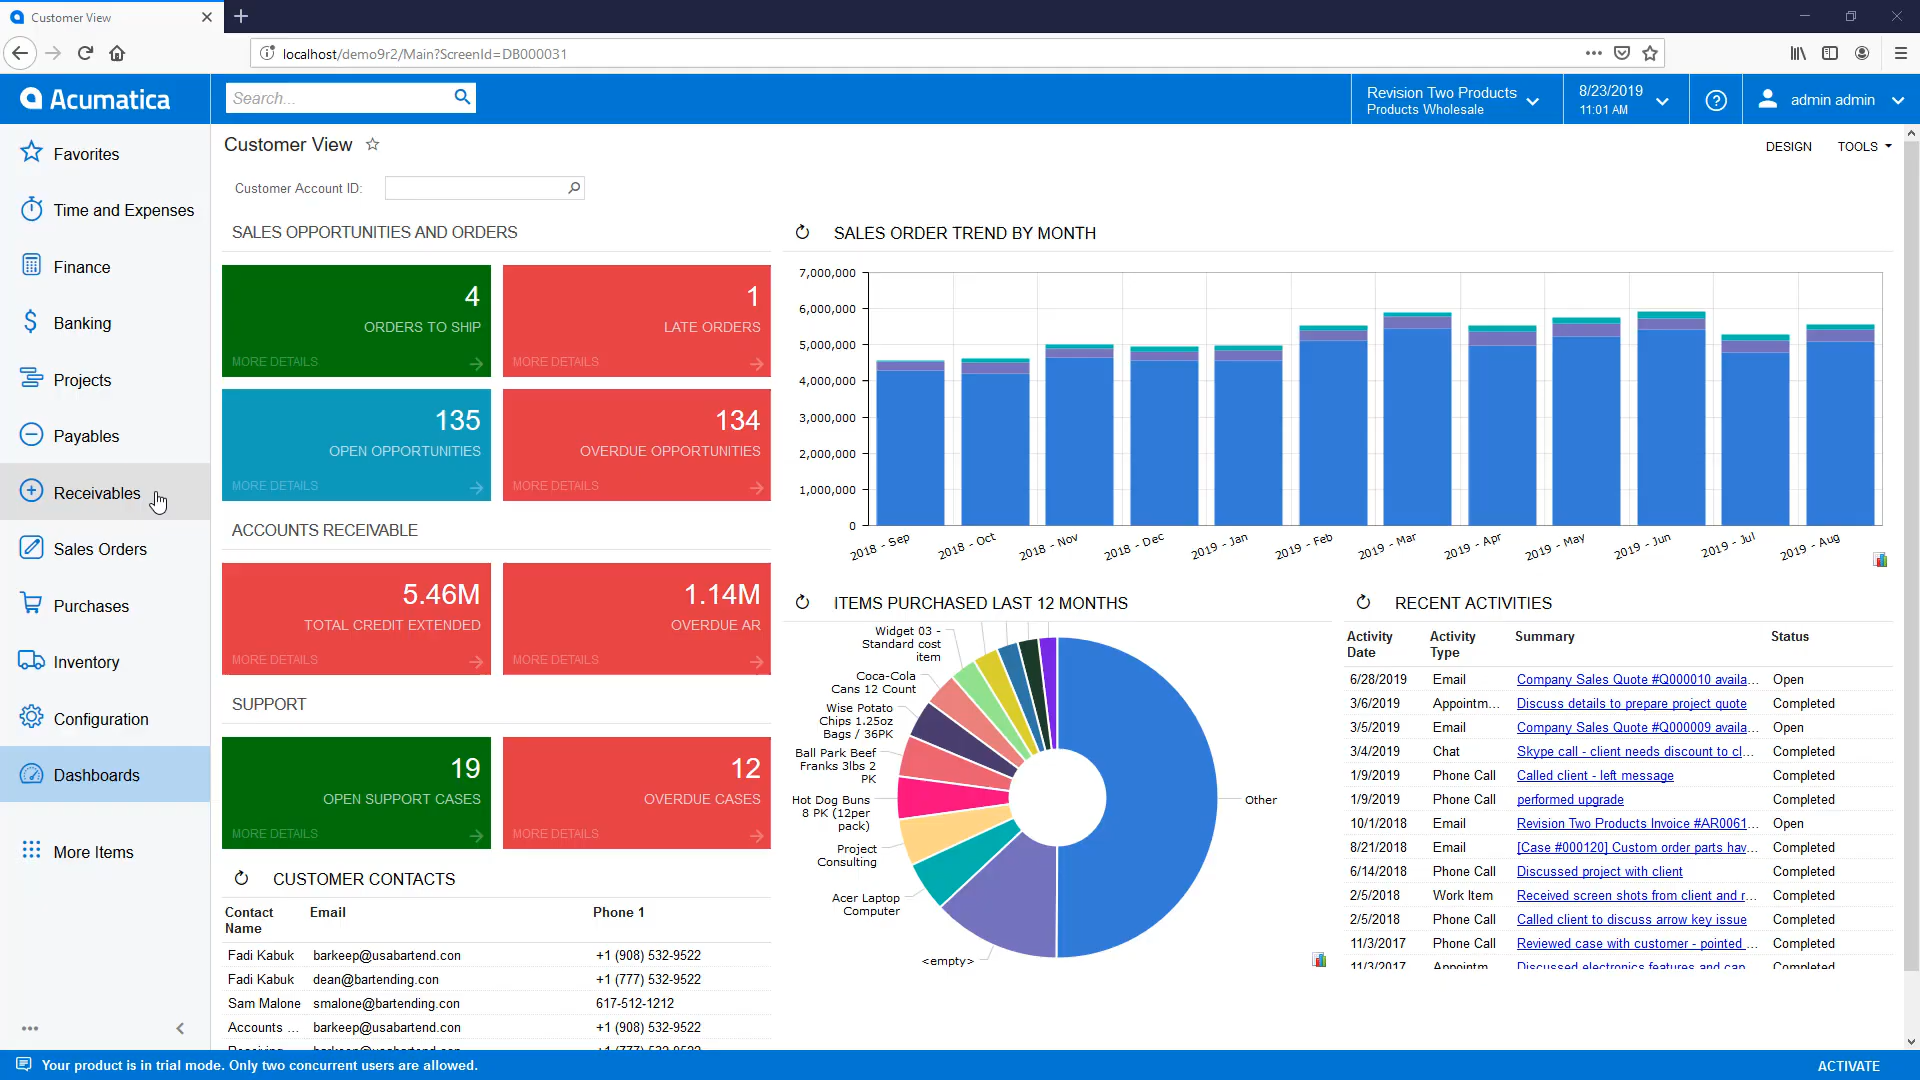 Customer View
localhost/demo9r2/Main?ScreenId=DB000031
Acumatica
Search...
Revision Two Products
Products Wholesale
8/23/2019
11:01 AM
admin admin
Favorites
Time and Expenses
Finance
Banking
Projects
Payables
Receivables
Sales Orders
Purchases
Inventory
Configuration
Dashboards
More Items
Customer View
DESIGN
TOOLS
Customer Account ID:
SALES OPPORTUNITIES AND ORDERS
4
ORDERS TO SHIP
MORE DETAILS
1
LATE ORDERS
MORE DETAILS
135
OPEN OPPORTUNITIES
MORE DETAILS
134
OVERDUE OPPORTUNITIES
MORE DETAILS
ACCOUNTS RECEIVABLE
5.46M
TOTAL CREDIT EXTENDED
MORE DETAILS
1.14M
OVERDUE AR
MORE DETAILS
SUPPORT
19
OPEN SUPPORT CASES
MORE DETAILS
12
OVERDUE CASES
MORE DETAILS
CUSTOMER CONTACTS
Contact Name Email Phone 1
Fadi Kabuk barkeep@usabartend.con +1 (908) 532-9522
Fadi Kabuk dean@bartending.con +1 (777) 532-9522
Sam Malone smalone@bartending.con 617-512-1212
Accounts ... barkeep@usabartend.con +1 (908) 532-9522
SALES ORDER TREND BY MONTH
7,000,000
6,000,000
5,000,000
4,000,000
3,000,000
2,000,000
1,000,000
0
2018 - Sep 2018 - Oct 2018 - Nov 2018 - Dec 2019 - Jan 2019 - Feb 2019 - Mar 2019 - Apr 2019 - May 2019 - Jun 2019 - Jul 2019 - Aug
ITEMS PURCHASED LAST 12 MONTHS
Widget 03 -
Standard cost
item
Coca-Cola
Cans 12 Count
Wise Potato
Chips 1.25oz
Bags / 36PK
Ball Park Beef
Franks 3lbs 2
PK
Hot Dog Buns
8 PK (12per
pack)
Project
Consulting
Acer Laptop
Computer
<empty>
Other
RECENT ACTIVITIES
Activity Date Activity Type Summary Status
6/28/2019 Email Company Sales Quote #Q000010 availa... Open
3/6/2019 Appointm... Discuss details to prepare project quote Completed
3/5/2019 Email Company Sales Quote #Q000009 availa... Open
3/4/2019 Chat Skype call - client needs discount to cl... Completed
1/9/2019 Phone Call Called client - left message Completed
1/9/2019 Phone Call performed upgrade Completed
10/1/2018 Email Revision Two Products Invoice #AR0061... Open
8/21/2018 Email [Case #000120] Custom order parts hav... Completed
6/14/2018 Phone Call Discussed project with client Completed
2/5/2018 Work Item Received screen shots from client and r... Completed
2/5/2018 Phone Call Called client to discuss arrow key issue Completed
11/3/2017 Phone Call Reviewed case with customer - pointed ... Completed
11/3/2017 Appointm Discussed electronics features and cap Completed
Your product is in trial mode. Only two concurrent users are allowed.
ACTIVATE